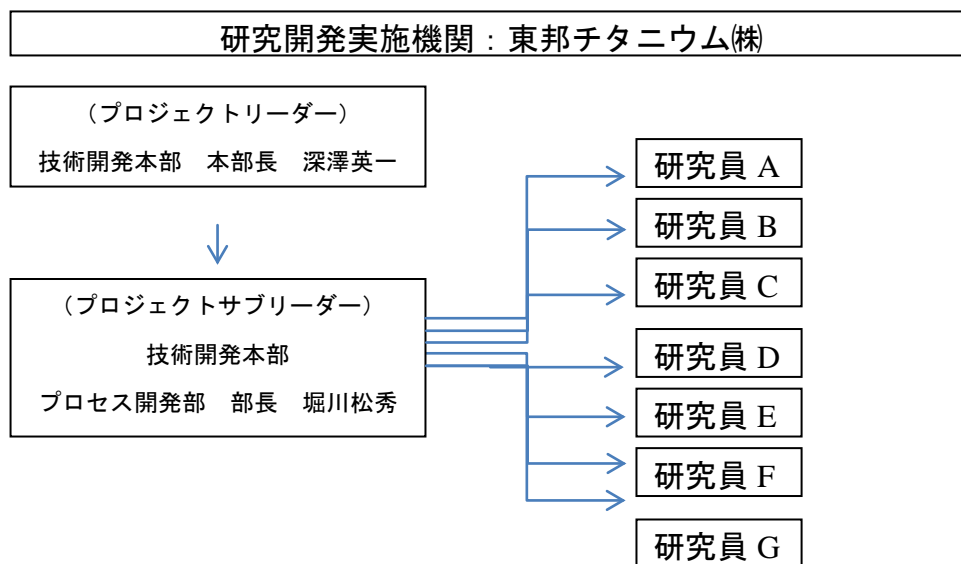 研究開発実施機関：東邦チタニウム㈱
（プロジェクトリーダー）
技術開発本部　本部長　深澤英一
（プロジェクトサブリーダー）
技術開発本部
プロセス開発部　部長　堀川松秀
研究員 A
研究員 B
研究員 C
研究員 D
研究員 E
研究員 F
研究員 G